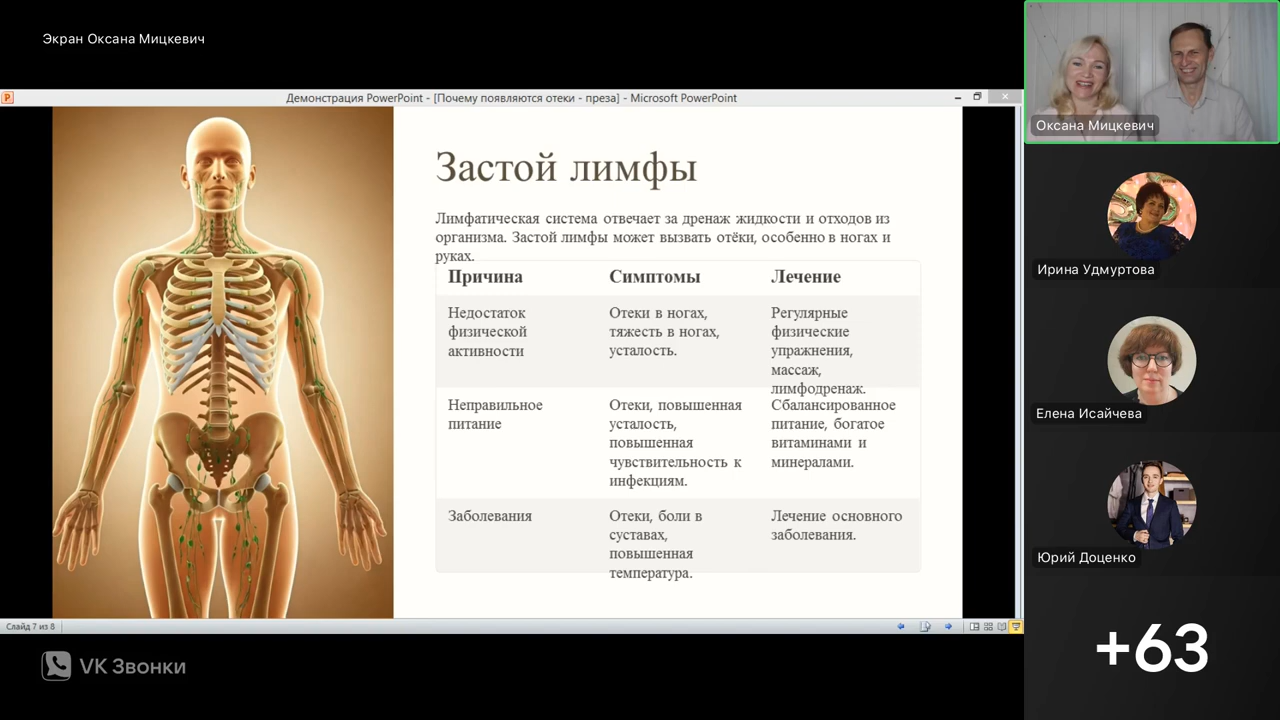 Экран Оксана Мицкевич
Демонстрация PowerPoint - [Почему появляются отеки - преза] - Microsoft PowerPoint
Застой лимфы
Лимфатическая система отвечает за дренаж жидкости и отходов из
организма. Застой лимфы может вызвать отёки, особенно в ногах и
руках.
Причина
Симптомы
Лечение
Недостаток
физической
активности
Отеки в ногах,
тяжесть в ногах,
усталость.
Регулярные
физические
упражнения,
массаж,
лимфодренаж.
Неправильное
питание
Отеки, повышенная
усталость,
повышенная
чувствительность к
инфекциям.
Сбалансированное
питание, богатое
витаминами и
минералами.
Заболевания
Отеки, боли в
суставах,
повышенная
температура.
Лечение основного
заболевания.
Слайд 7 из 8
VK Звонки
Оксана Мицкевич
Ирина Удмуртова
Елена Исайчева
Юрий Доценко
+63